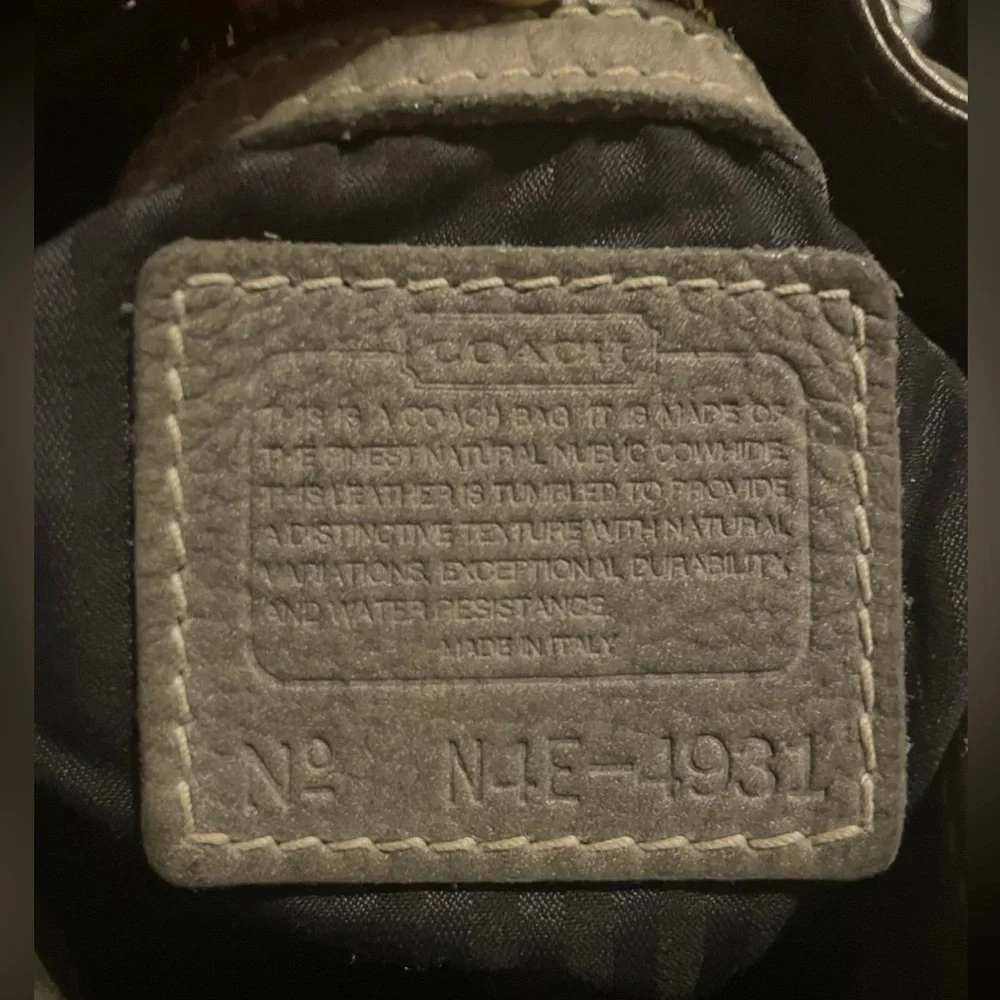 COACH
THIS IS A COACH BAG. IT IS MADE OF
THE FINEST NATURAL NUBUC COWHIDE.
THIS LEATHER IS TUMBLED TO PROVIDE
A DISTINCTIVE TEXTURE WITH NATURAL
VARIATIONS, EXCEPTIONAL DURABILITY,
AND WATER RESISTANCE.
MADE IN ITALY
Nº N4E-4931